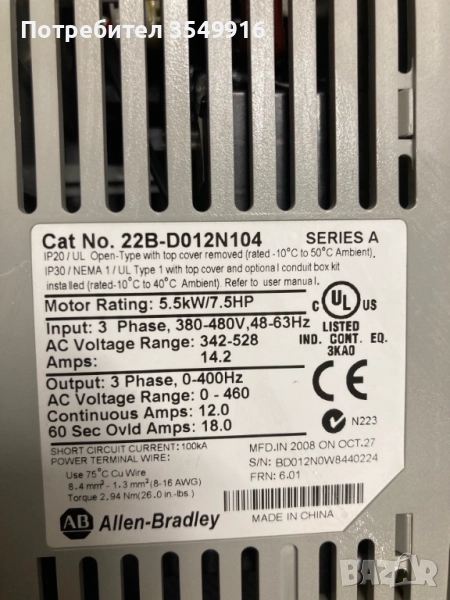 Потребител 3549916
Cat No. 22B-D012N104 SERIES A
IP20 / UL Open-Type with top cover removed (rated -10°C to 50°C Ambient).
IP30 / NEMA 1 / UL Type 1 with top cover and optional conduit box kit
installed (rated -10°C to 40°C Ambient). Refer to user manual.
Motor Rating: 5.5kW/7.5HP
Input: 3 Phase, 380-480V,48-63Hz
AC Voltage Range: 342-528
Amps: 14.2
C UL US
LISTED
IND. CONT. EQ.
3KA0
Output: 3 Phase, 0-400Hz
AC Voltage Range: 0 - 460
Continuous Amps: 12.0
60 Sec Ovld Amps: 18.0
CE
N223
SHORT CIRCUIT CURRENT: 100kA
POWER TERMINAL WIRE:
Use 75°C Cu Wire
8.4 mm² - 1.3 mm² (8-16 AWG)
Torque 2.94 Nm (26.0 in.-lbs.)
MFD.IN 2008 ON OCT.27
S/N: BD012N0W8440224
FRN: 6.01
AB Allen-Bradley
MADE IN CHINA
bazar